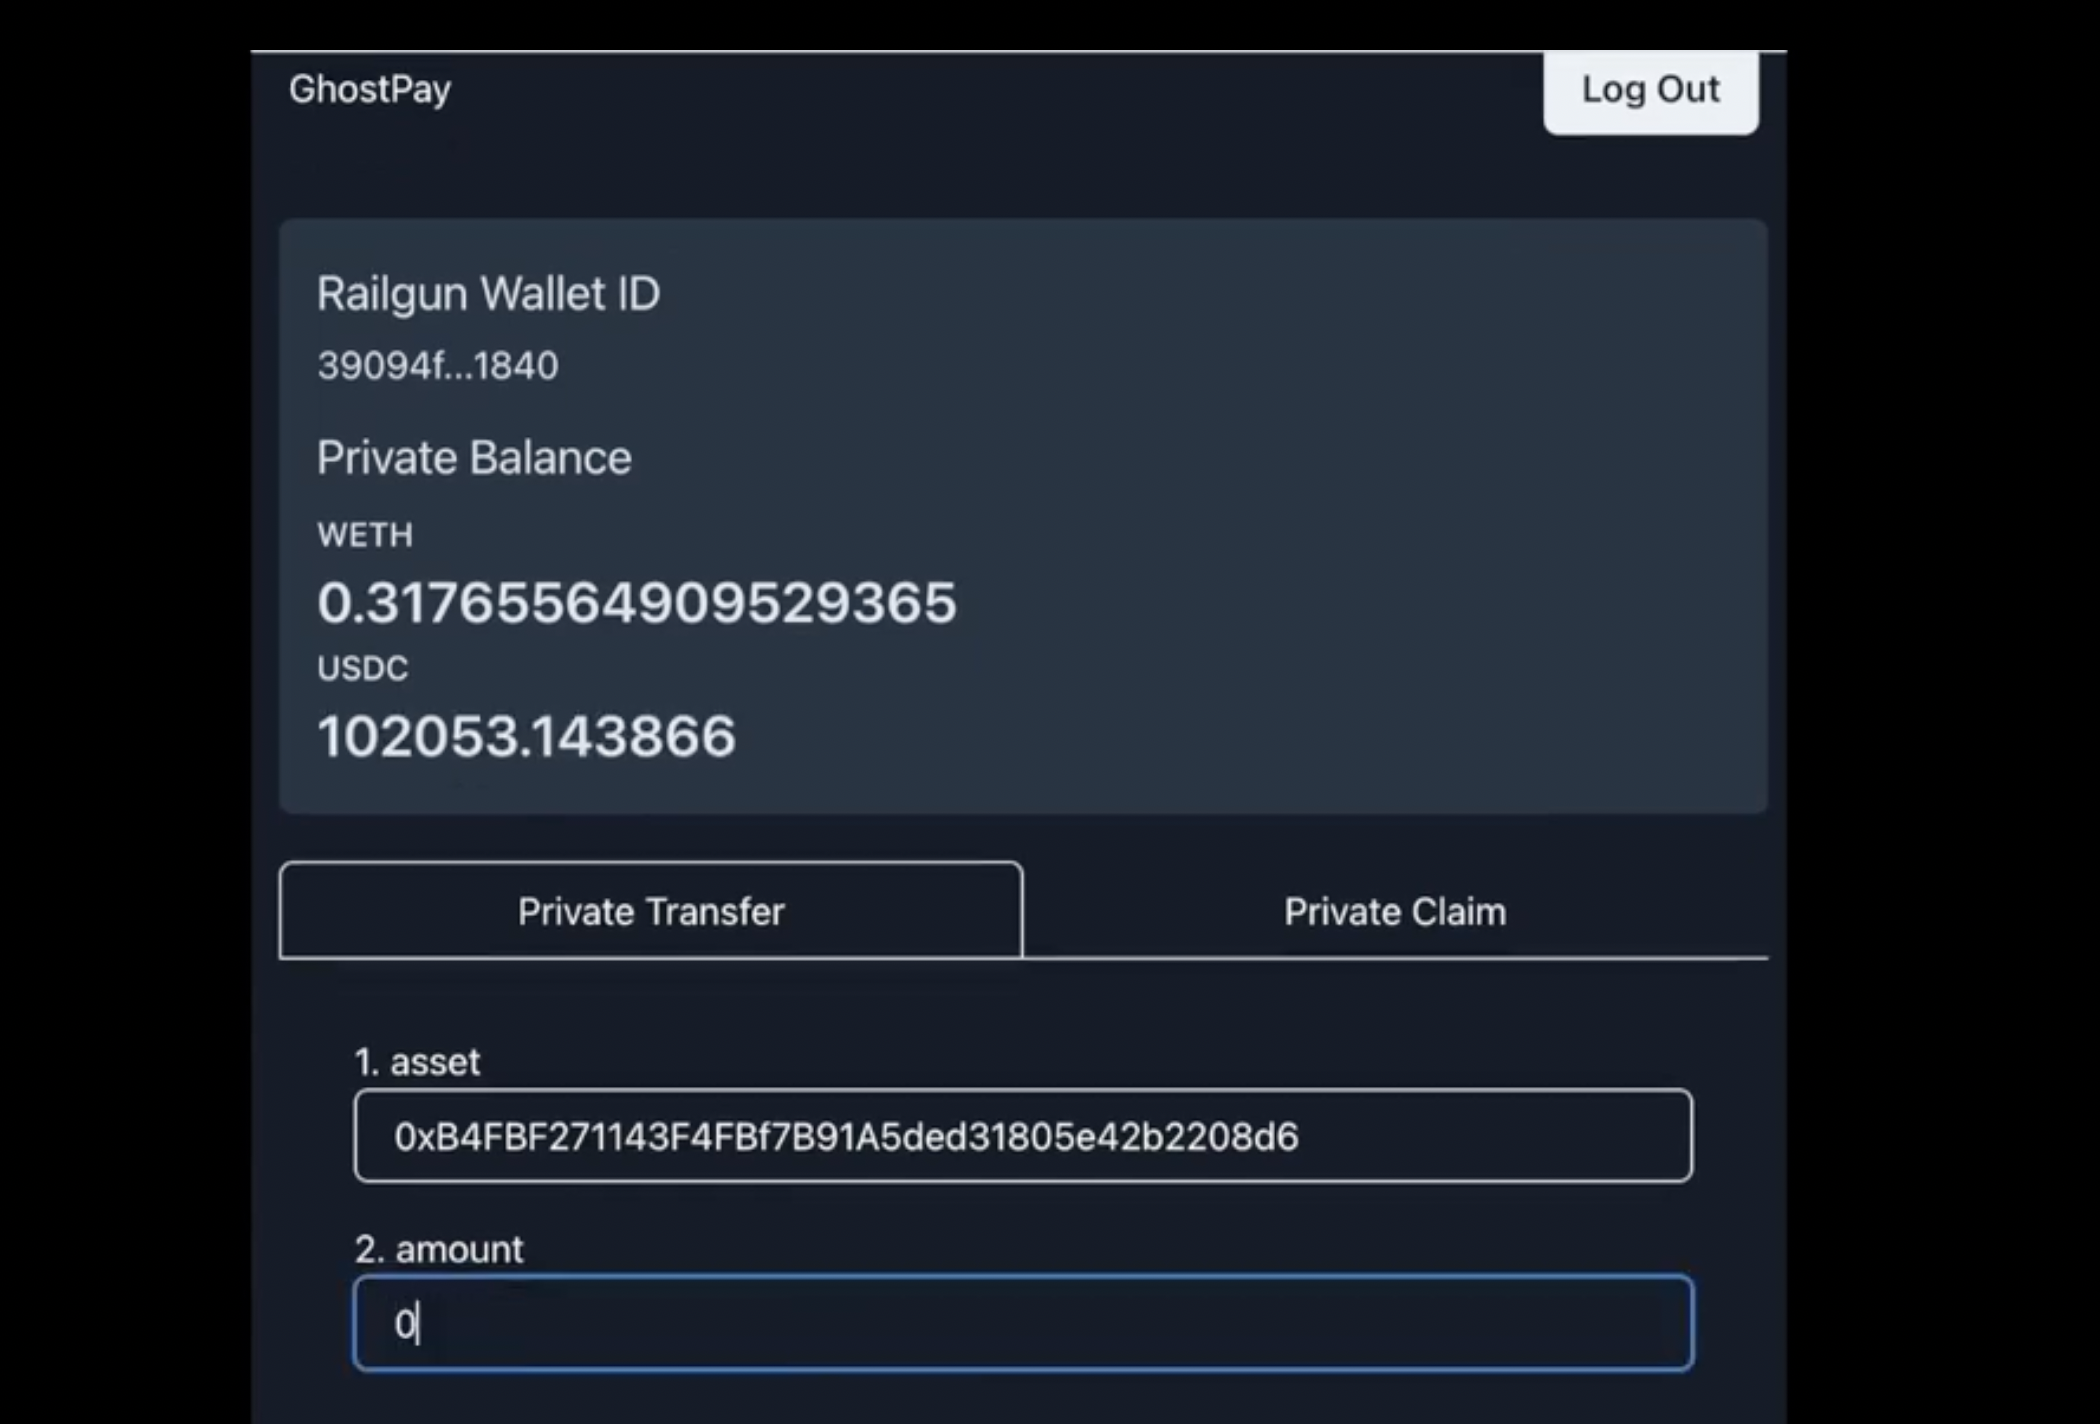 GhostPay
Log Out
Railgun Wallet ID
39094f...1840
Private Balance
WETH
0.31765564909529365
USDC
102053.143866
Private Transfer
Private Claim
1. asset
0xB4FBF271143F4FBf7B91A5ded31805e42b2208d6
2. amount
0